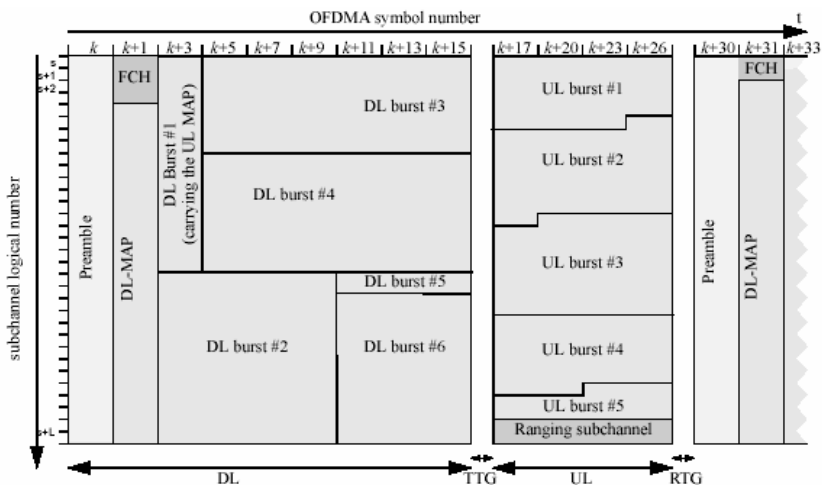 OFDMA symbol number
t
k
k+1
k+3
k+5
k+7
k+9
k+11
k+13
k+15
k+17
k+20
k+23
k+26
k+30
k+31
k+33
subchannel logical number
s
s+1
s+2
s+L
Preamble
FCH
DL-MAP
DL Burst #1
(carrying the UL MAP)
DL burst #3
DL burst #4
DL burst #5
DL burst #2
DL burst #6
UL burst #1
UL burst #2
UL burst #3
UL burst #4
UL burst #5
Ranging subchannel
Preamble
FCH
DL-MAP
DL
TTG
UL
RTG